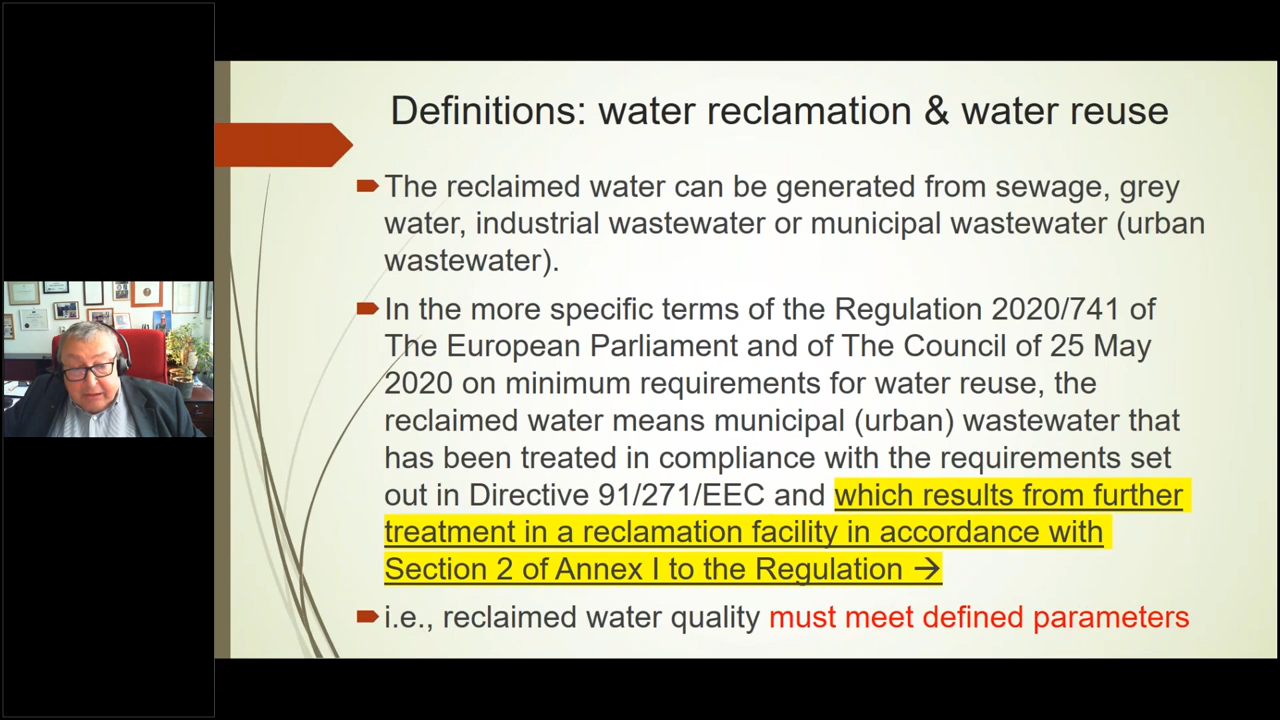 Definitions: water reclamation & water reuse
The reclaimed water can be generated from sewage, grey
water, industrial wastewater or municipal wastewater (urban
wastewater).
In the more specific terms of the Regulation 2020/741 of
The European Parliament and of The Council of 25 May
2020 on minimum requirements for water reuse, the
reclaimed water means municipal (urban) wastewater that
has been treated in compliance with the requirements set
out in Directive 91/271/EEC and which results from further
treatment in a reclamation facility in accordance with
Section 2 of Annex I to the Regulation →
i.e., reclaimed water quality must meet defined parameters